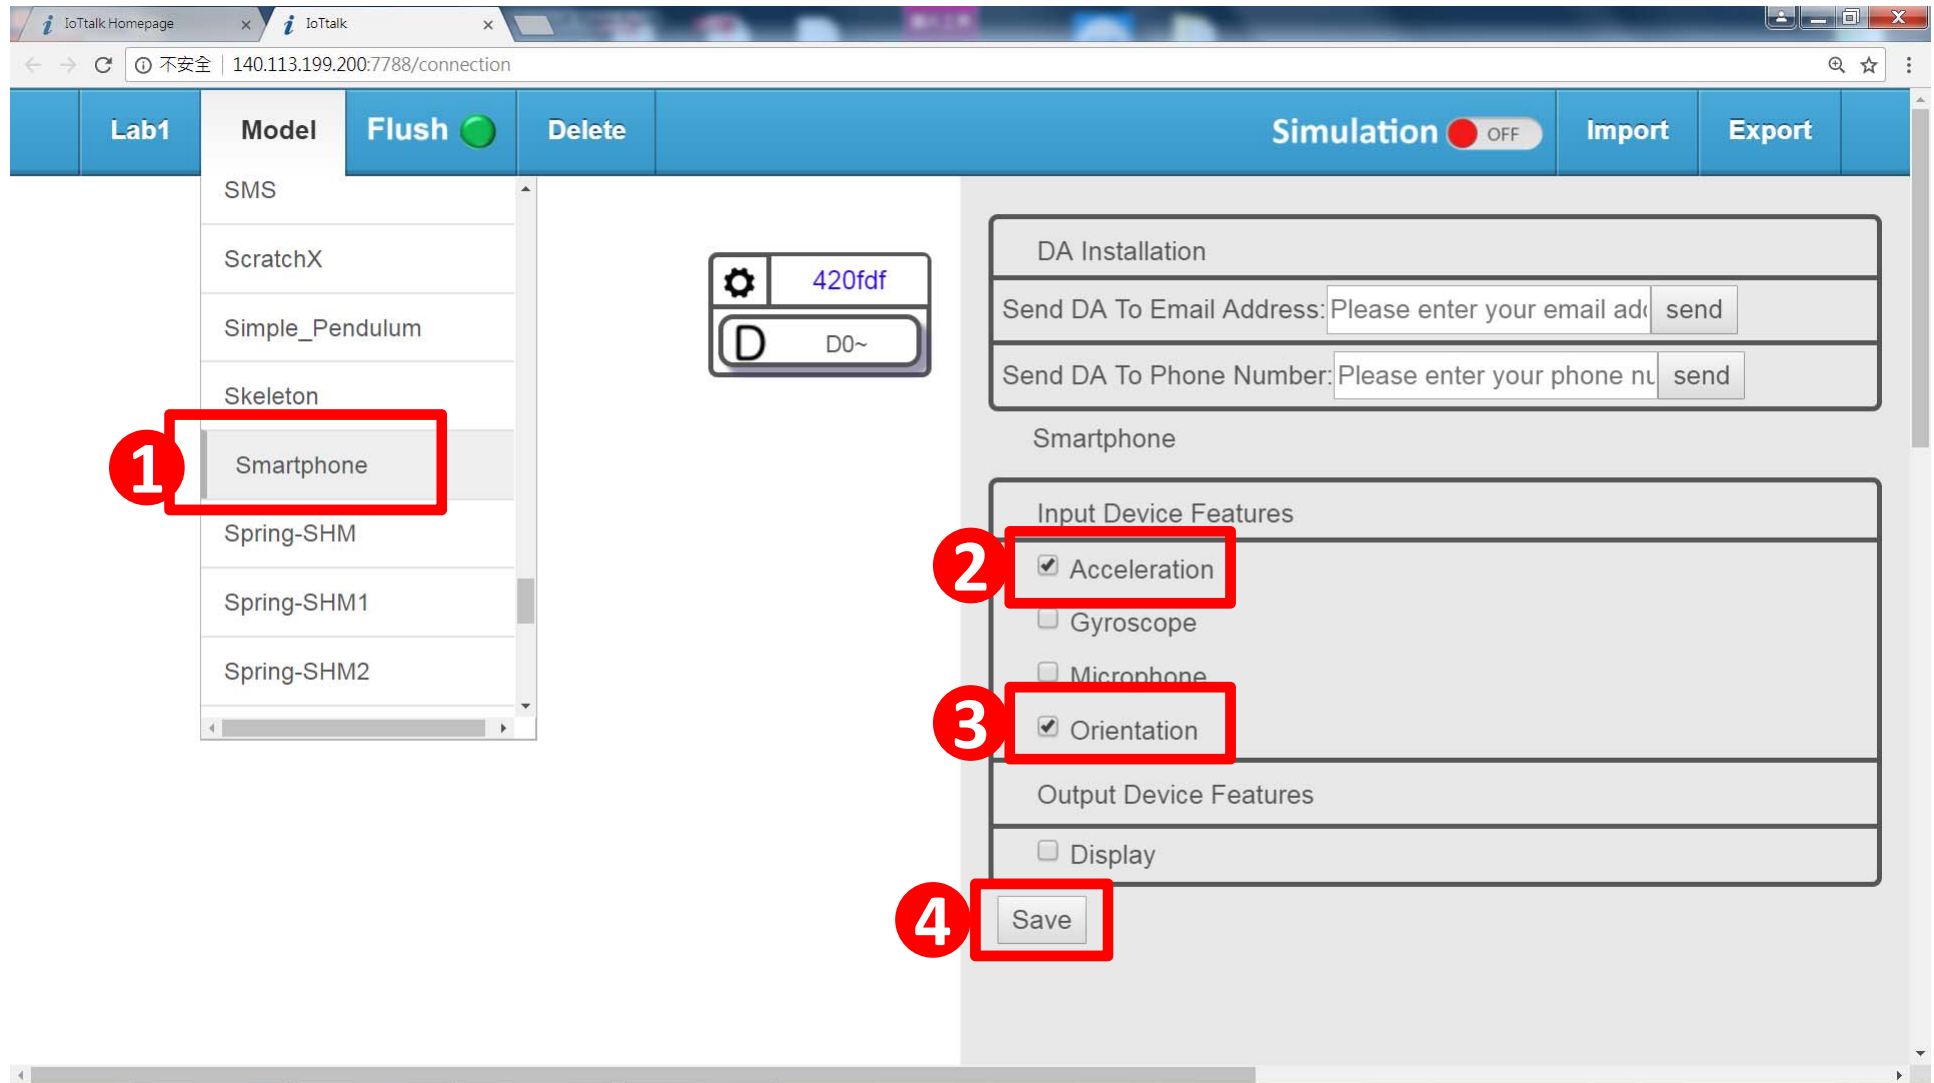 IoTtalk Homepage
IoTtalk
不安全 | 140.113.199.200:7788/connection
Lab1
Model
Flush
Delete
Simulation
OFF
Import
Export
SMS
ScratchX
Simple_Pendulum
Skeleton
1
Smartphone
Spring-SHM
Spring-SHM1
Spring-SHM2
420fdf
D D0~
DA Installation
Send DA To Email Address: Please enter your email add send
Send DA To Phone Number: Please enter your phone nu send
Smartphone
Input Device Features
2
Acceleration
Gyroscope
Microphone
3
Orientation
Output Device Features
Display
4
Save